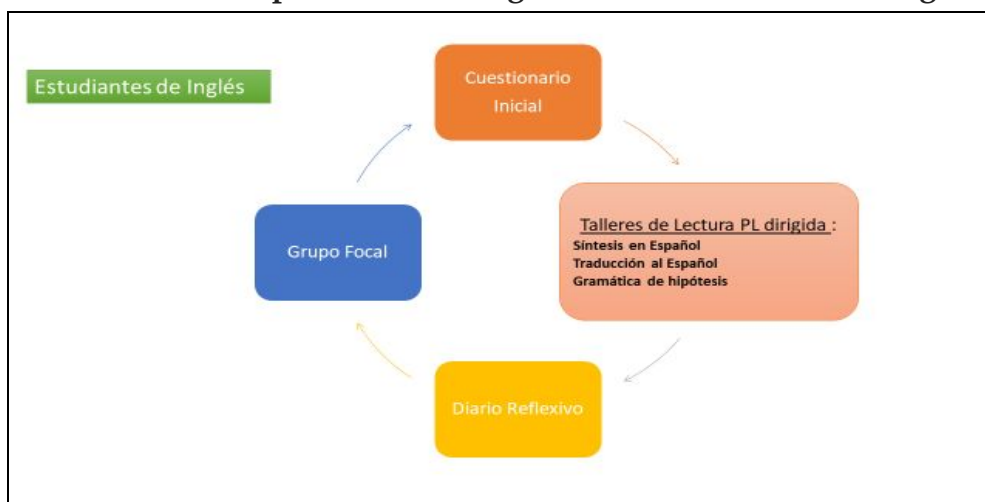 Estudiantes de Inglés
Cuestionario
Inicial
Talleres de Lectura PL dirigida :
Síntesis en Español
Traducción al Español
Gramática de hipótesis
Grupo Focal
Diario Reflexivo